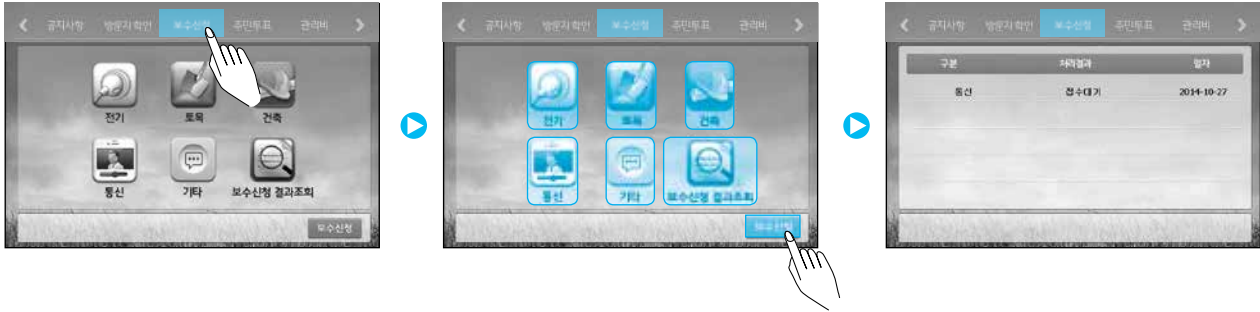 공지사항 방문자 확인 보수신청 주민투표 관리비
전기 토목 건축
통신 기타 보수신청 결과조회
보수신청
공지사항 방문자 확인 보수신청 주민투표 관리비
전기 토목 건축
통신 기타 보수신청 결과조회
보수신청
공지사항 방문자 확인 보수신청 주민투표 관리비
구분 처리결과 일자
통신 접수대기 2014-10-27